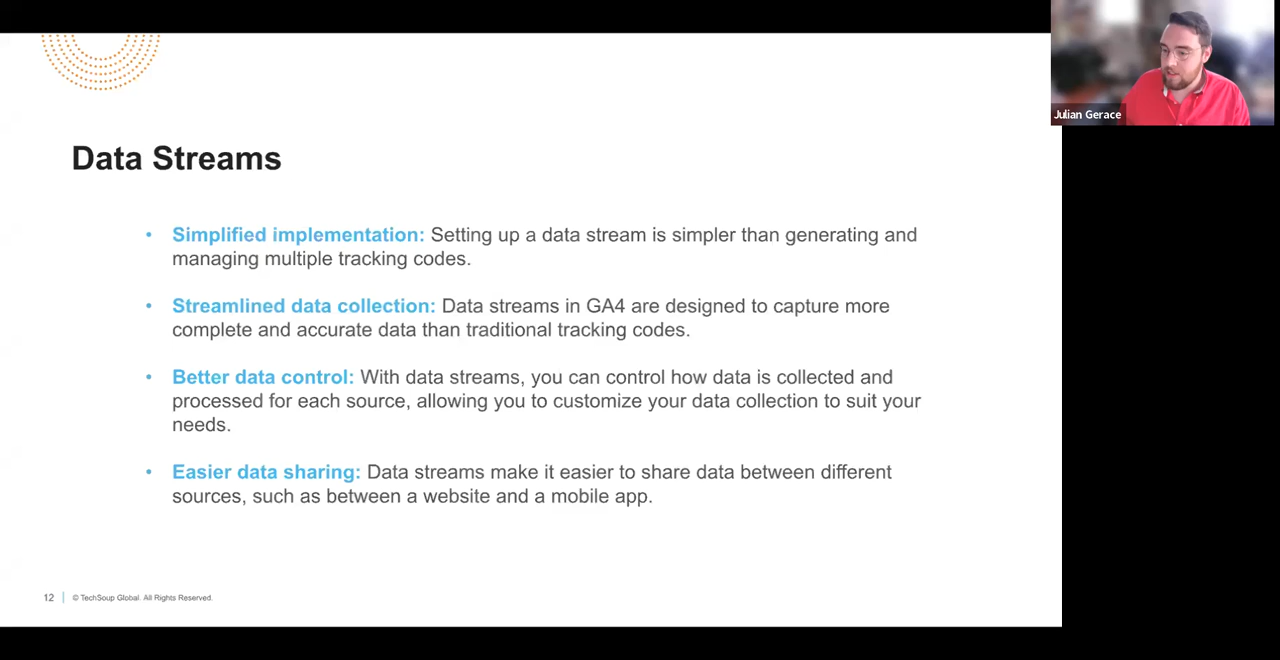 Julian Gerace
Data Streams
• Simplified implementation: Setting up a data stream is simpler than generating and
managing multiple tracking codes.
• Streamlined data collection: Data streams in GA4 are designed to capture more
complete and accurate data than traditional tracking codes.
• Better data control: With data streams, you can control how data is collected and
processed for each source, allowing you to customize your data collection to suit your
needs.
• Easier data sharing: Data streams make it easier to share data between different
sources, such as between a website and a mobile app.
12 | © TechSoup Global. All Rights Reserved.